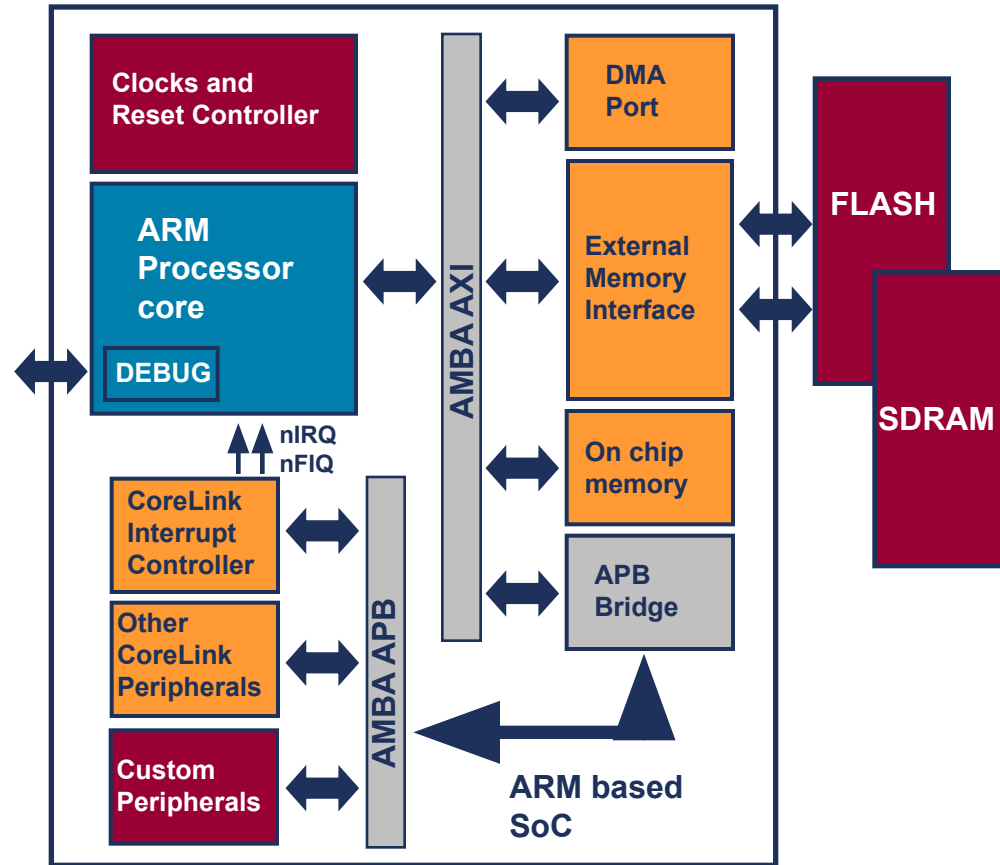 Clocks and
Reset Controller
ARM
Processor
core
DEBUG
nIRQ
nFIQ
CoreLink
Interrupt
Controller
Other
CoreLink
Peripherals
Custom
Peripherals
AMBA APB
AMBA AXI
DMA
Port
External
Memory
Interface
On chip
memory
APB
Bridge
ARM based
SoC
FLASH
SDRAM